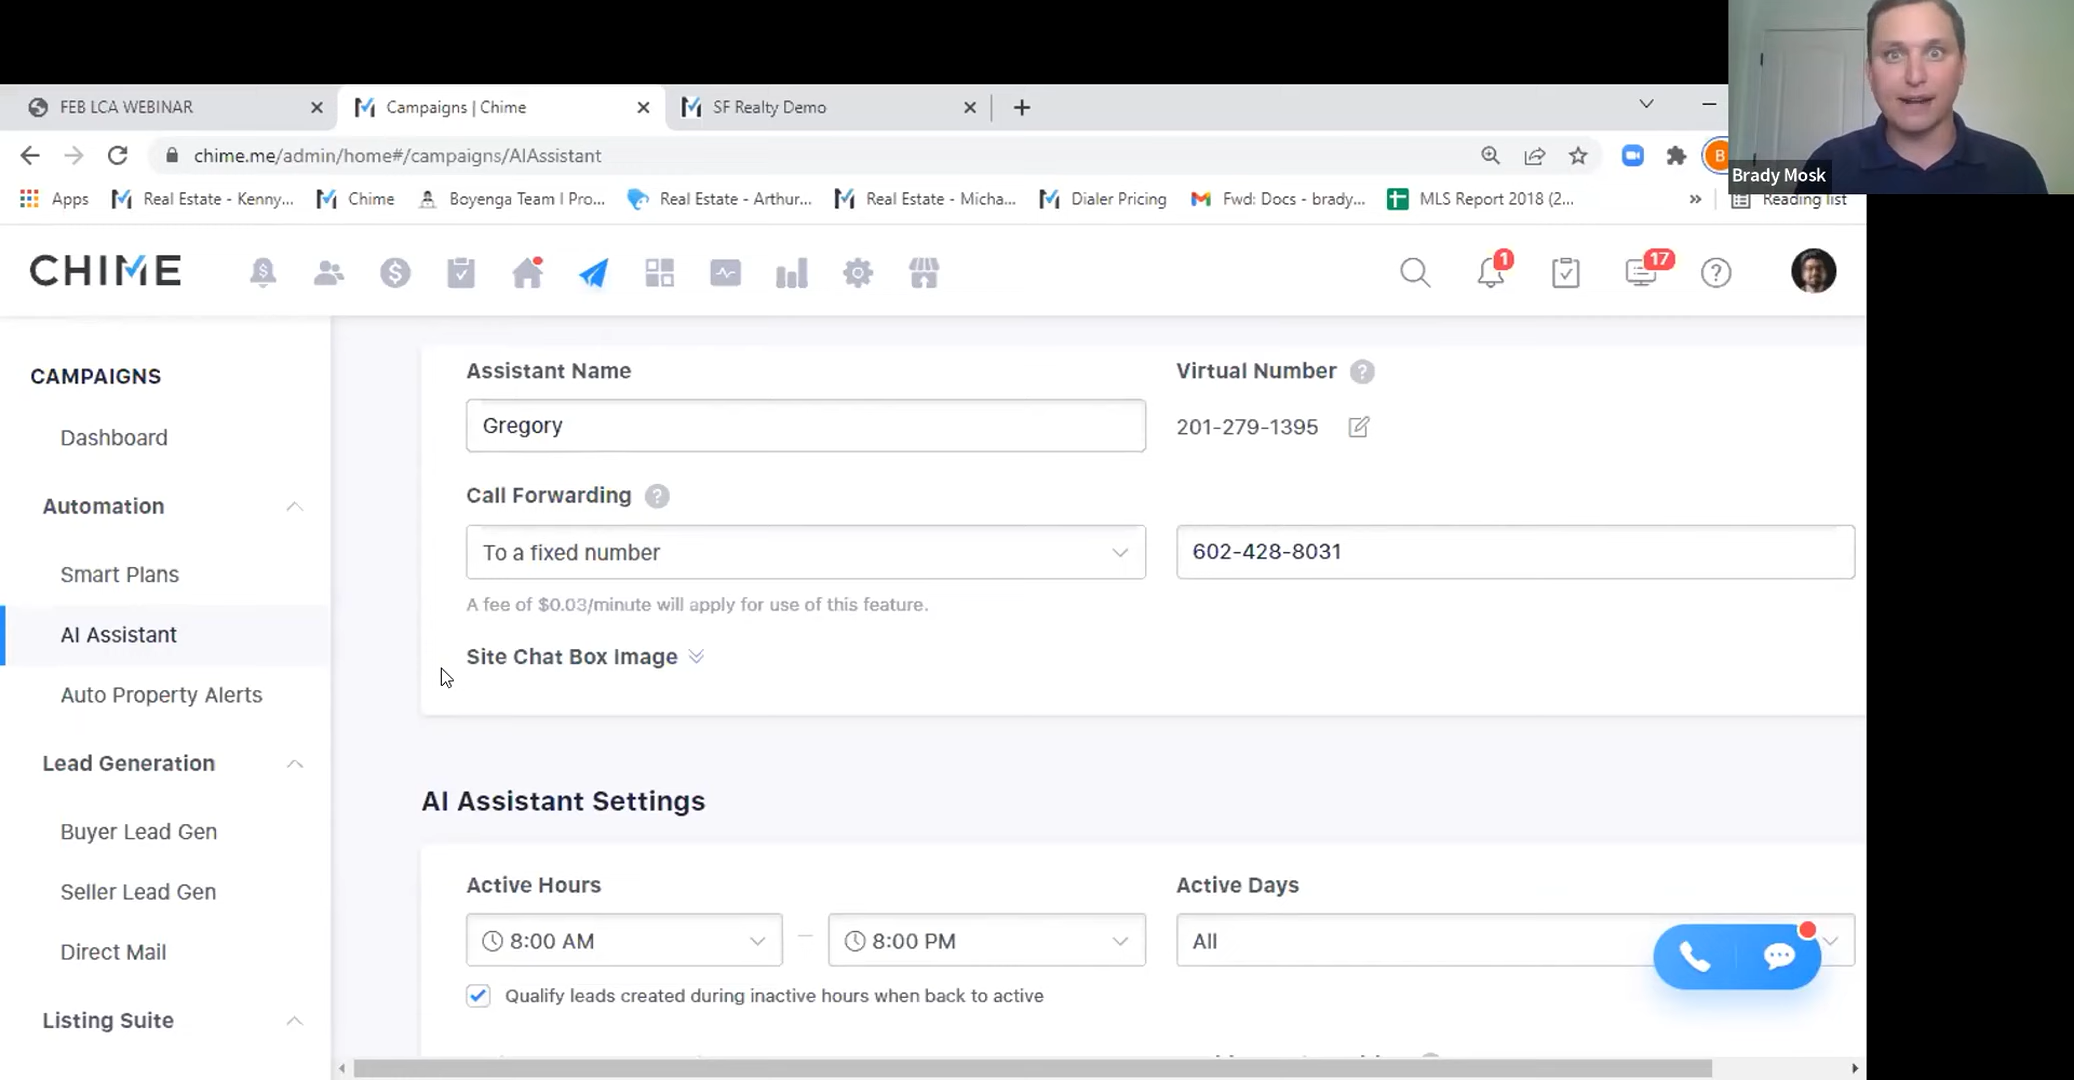 FEB LCA WEBINAR
Campaigns | Chime
SF Realty Demo
chime.me/admin/home#/campaigns/AIAssistant
B
Brady Mosk
Apps
Real Estate - Kenny...
Chime
Boyenga Team I Pro...
Real Estate - Arthur...
Real Estate - Micha...
Dialer Pricing
Fwd: Docs - brady...
MLS Report 2018 (2...
»
Reading list
CHIME
1
17
CAMPAIGNS
Dashboard
Automation
Smart Plans
AI Assistant
Auto Property Alerts
Lead Generation
Buyer Lead Gen
Seller Lead Gen
Direct Mail
Listing Suite
Assistant Name
Virtual Number ?
Gregory
201-279-1395
Call Forwarding ?
To a fixed number
602-428-8031
A fee of $0.03/minute will apply for use of this feature.
Site Chat Box Image
AI Assistant Settings
Active Hours
Active Days
8:00 AM
–
8:00 PM
All
Qualify leads created during inactive hours when back to active